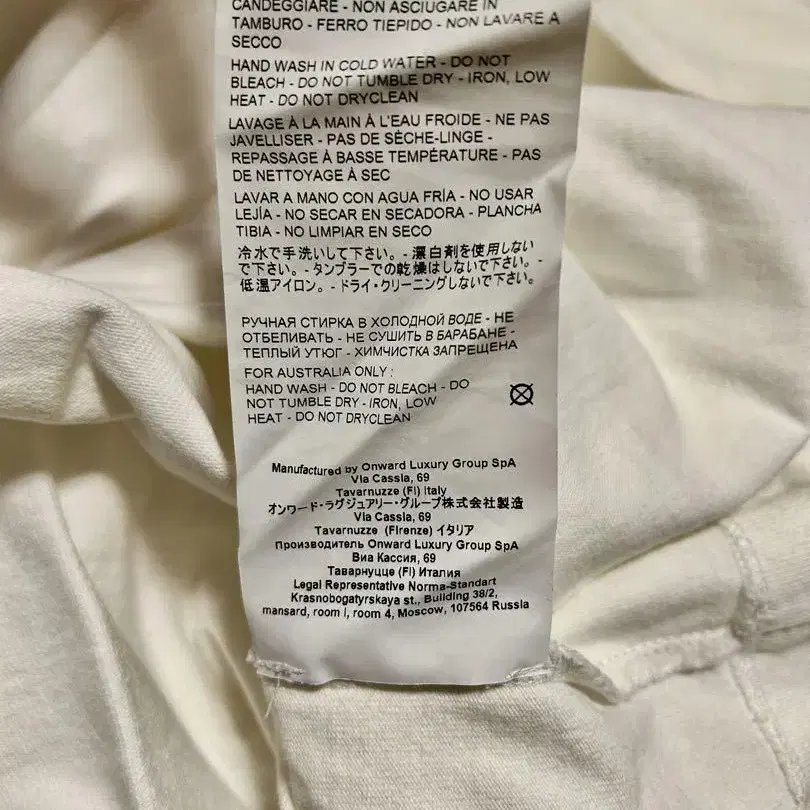 CANDEGGIARE - NON ASCIUGARE IN
TAMBURO - FERRO TIEPIDO - NON LAVARE A
SECCO
HAND WASH IN COLD WATER - DO NOT
BLEACH - DO NOT TUMBLE DRY - IRON, LOW
HEAT - DO NOT DRYCLEAN
LAVAGE À LA MAIN À L'EAU FROIDE - NE PAS
JAVELLISER - PAS DE SÈCHE-LINGE -
REPASSAGE À BASSE TEMPÉRATURE - PAS
DE NETTOYAGE À SEC
LAVAR A MANO CON AGUA FRÍA - NO USAR
LEJÍA - NO SECAR EN SECADORA - PLANCHA
TIBIA - NO LIMPIAR EN SECO
冷水で手洗いして下さい。- 漂白剤を使用しない
で下さい。- タンブラーでの乾燥はしないで下さい。-
低温アイロン。- ドライ・クリーニングしないで下さい。
РУЧНАЯ СТИРКА В ХОЛОДНОЙ ВОДЕ - НЕ
ОТБЕЛИВАТЬ - НЕ СУШИТЬ В БАРАБАНЕ -
ТЕПЛЫЙ УТЮГ - ХИМЧИСТКА ЗАПРЕЩЕНА
FOR AUSTRALIA ONLY :
HAND WASH - DO NOT BLEACH - DO
NOT TUMBLE DRY - IRON, LOW
HEAT - DO NOT DRYCLEAN
Manufactured by Onward Luxury Group SpA
Via Cassia, 69
Tavarnuzze (FI) Italy
オンワード・ラグジュアリー・グループ株式会社製造
Via Cassia, 69
Tavarnuzze (Firenze) イタリア
Производитель Onward Luxury Group SpA
Виа Кассия, 69
Таварнуцце (FI) Италия
Legal Representative Norma-Standart
Krasnobogatyrskaya st., Building 38/2,
mansard, room I, room 4, Moscow, 107564 Russia